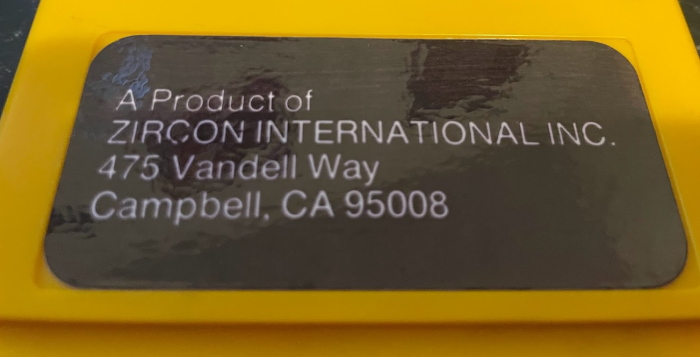 A Product of
ZIRCON INTERNATIONAL INC.
475 Vandell Way
Campbell, CA 95008